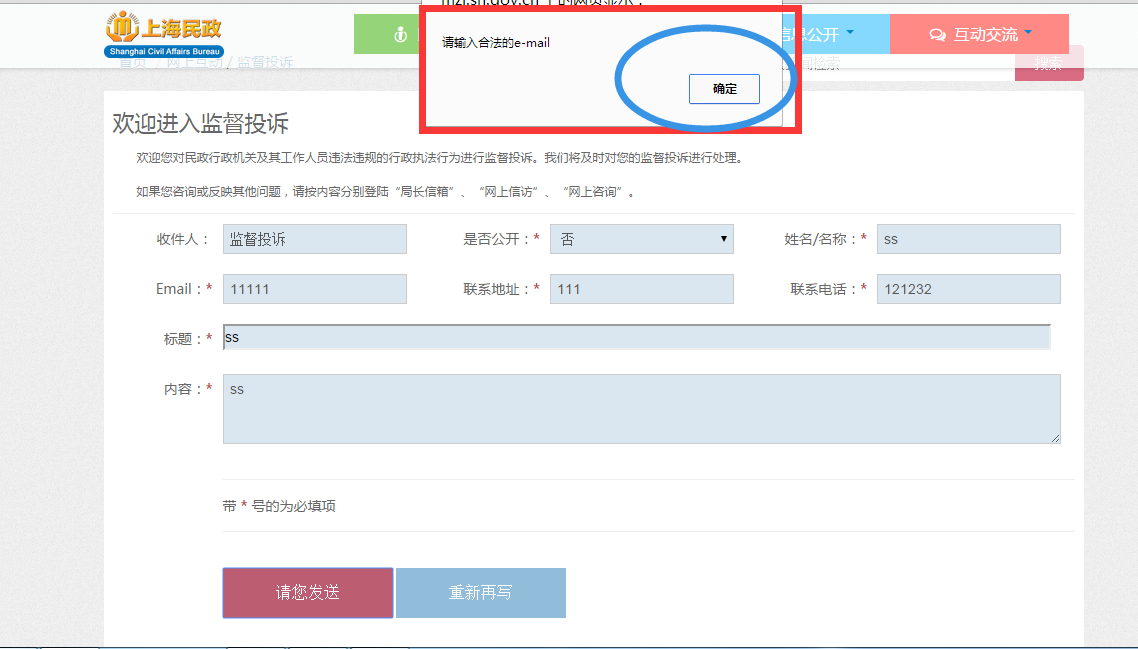 mzj.sh.gov.cn 上的网页显示：
请输入合法的e-mail
确定
上海民政
Shanghai Civil Affairs Bureau
信息公开
互动交流
首页 / 网上互动 / 监督投诉
搜索
欢迎进入监督投诉
欢迎您对民政行政机关及其工作人员违法违规的行政执法行为进行监督投诉。我们将及时对您的监督投诉进行处理。
如果您咨询或反映其他问题，请按内容分别登陆“局长信箱”、“网上信访”、“网上咨询”。
收件人： 监督投诉 是否公开：* 否 姓名/名称：* ss
Email：* 11111 联系地址：* 111 联系电话：* 121232
标题：* ss
内容：* ss
带 * 号的为必填项
请您发送 重新再写